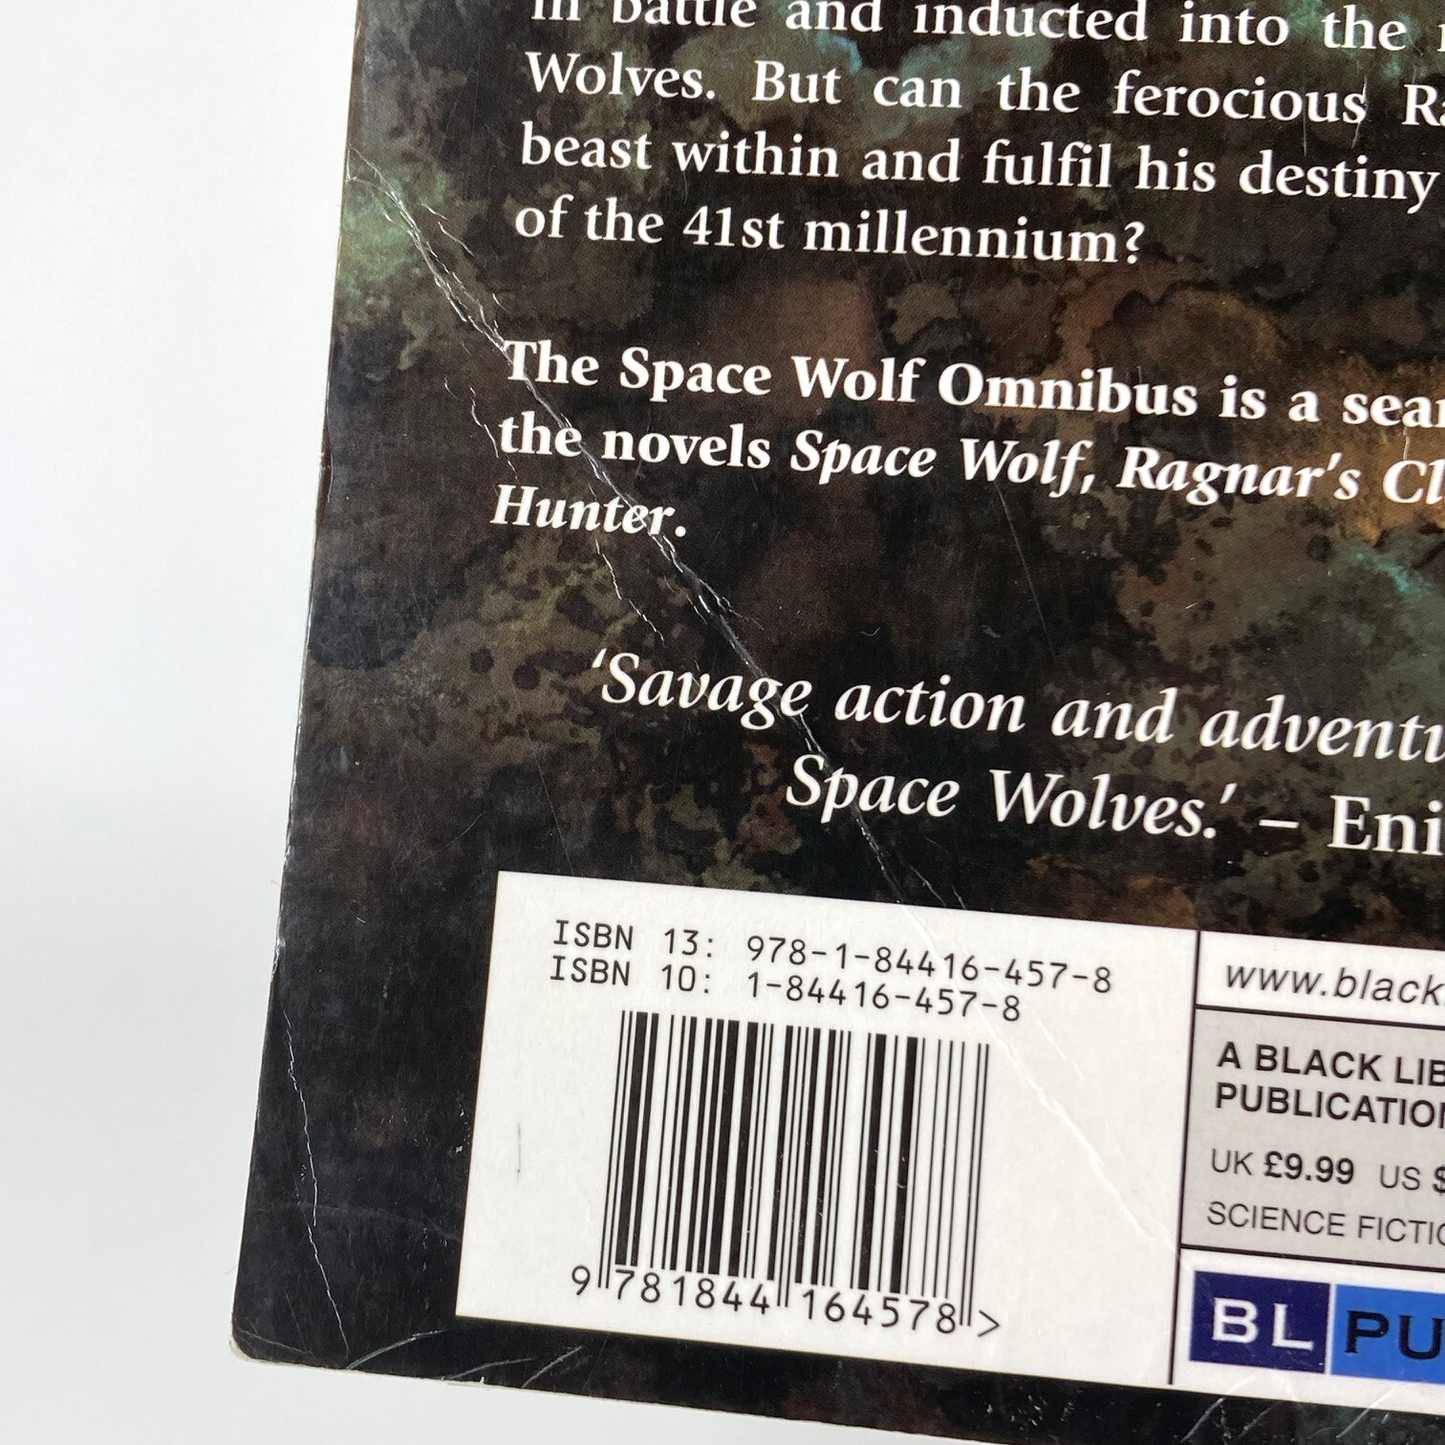 in battle and inducted into the
Wolves. But can the ferocious
beast within and fulfil his destiny
of the 41st millennium?
The Space Wolf Omnibus is a
the novels Space Wolf, Ragnar's
Hunter.
'Savage action and
Space Wolves.' –
ISBN 13: 978-1-84416-457-8
ISBN 10: 1-84416-457-8
9 781844 164578 >
www.black
A BLACK
PUBLICATION
UK £9.99 US $
SCIENCE
BL PU